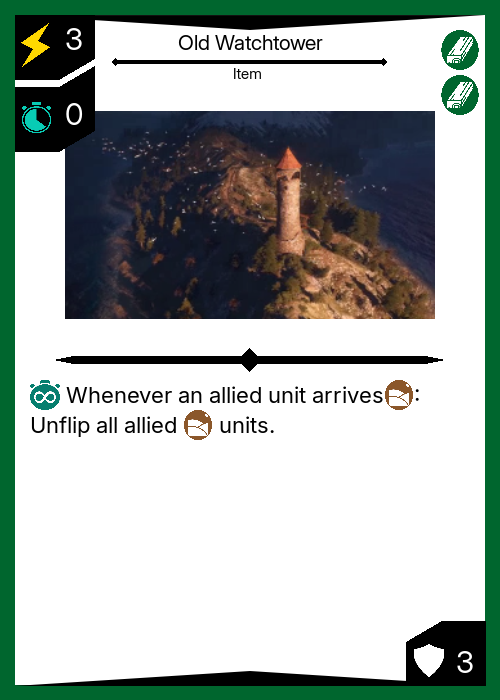 3
Old Watchtower
Item
0
Whenever an allied unit arrives :
Unflip all allied units.
3